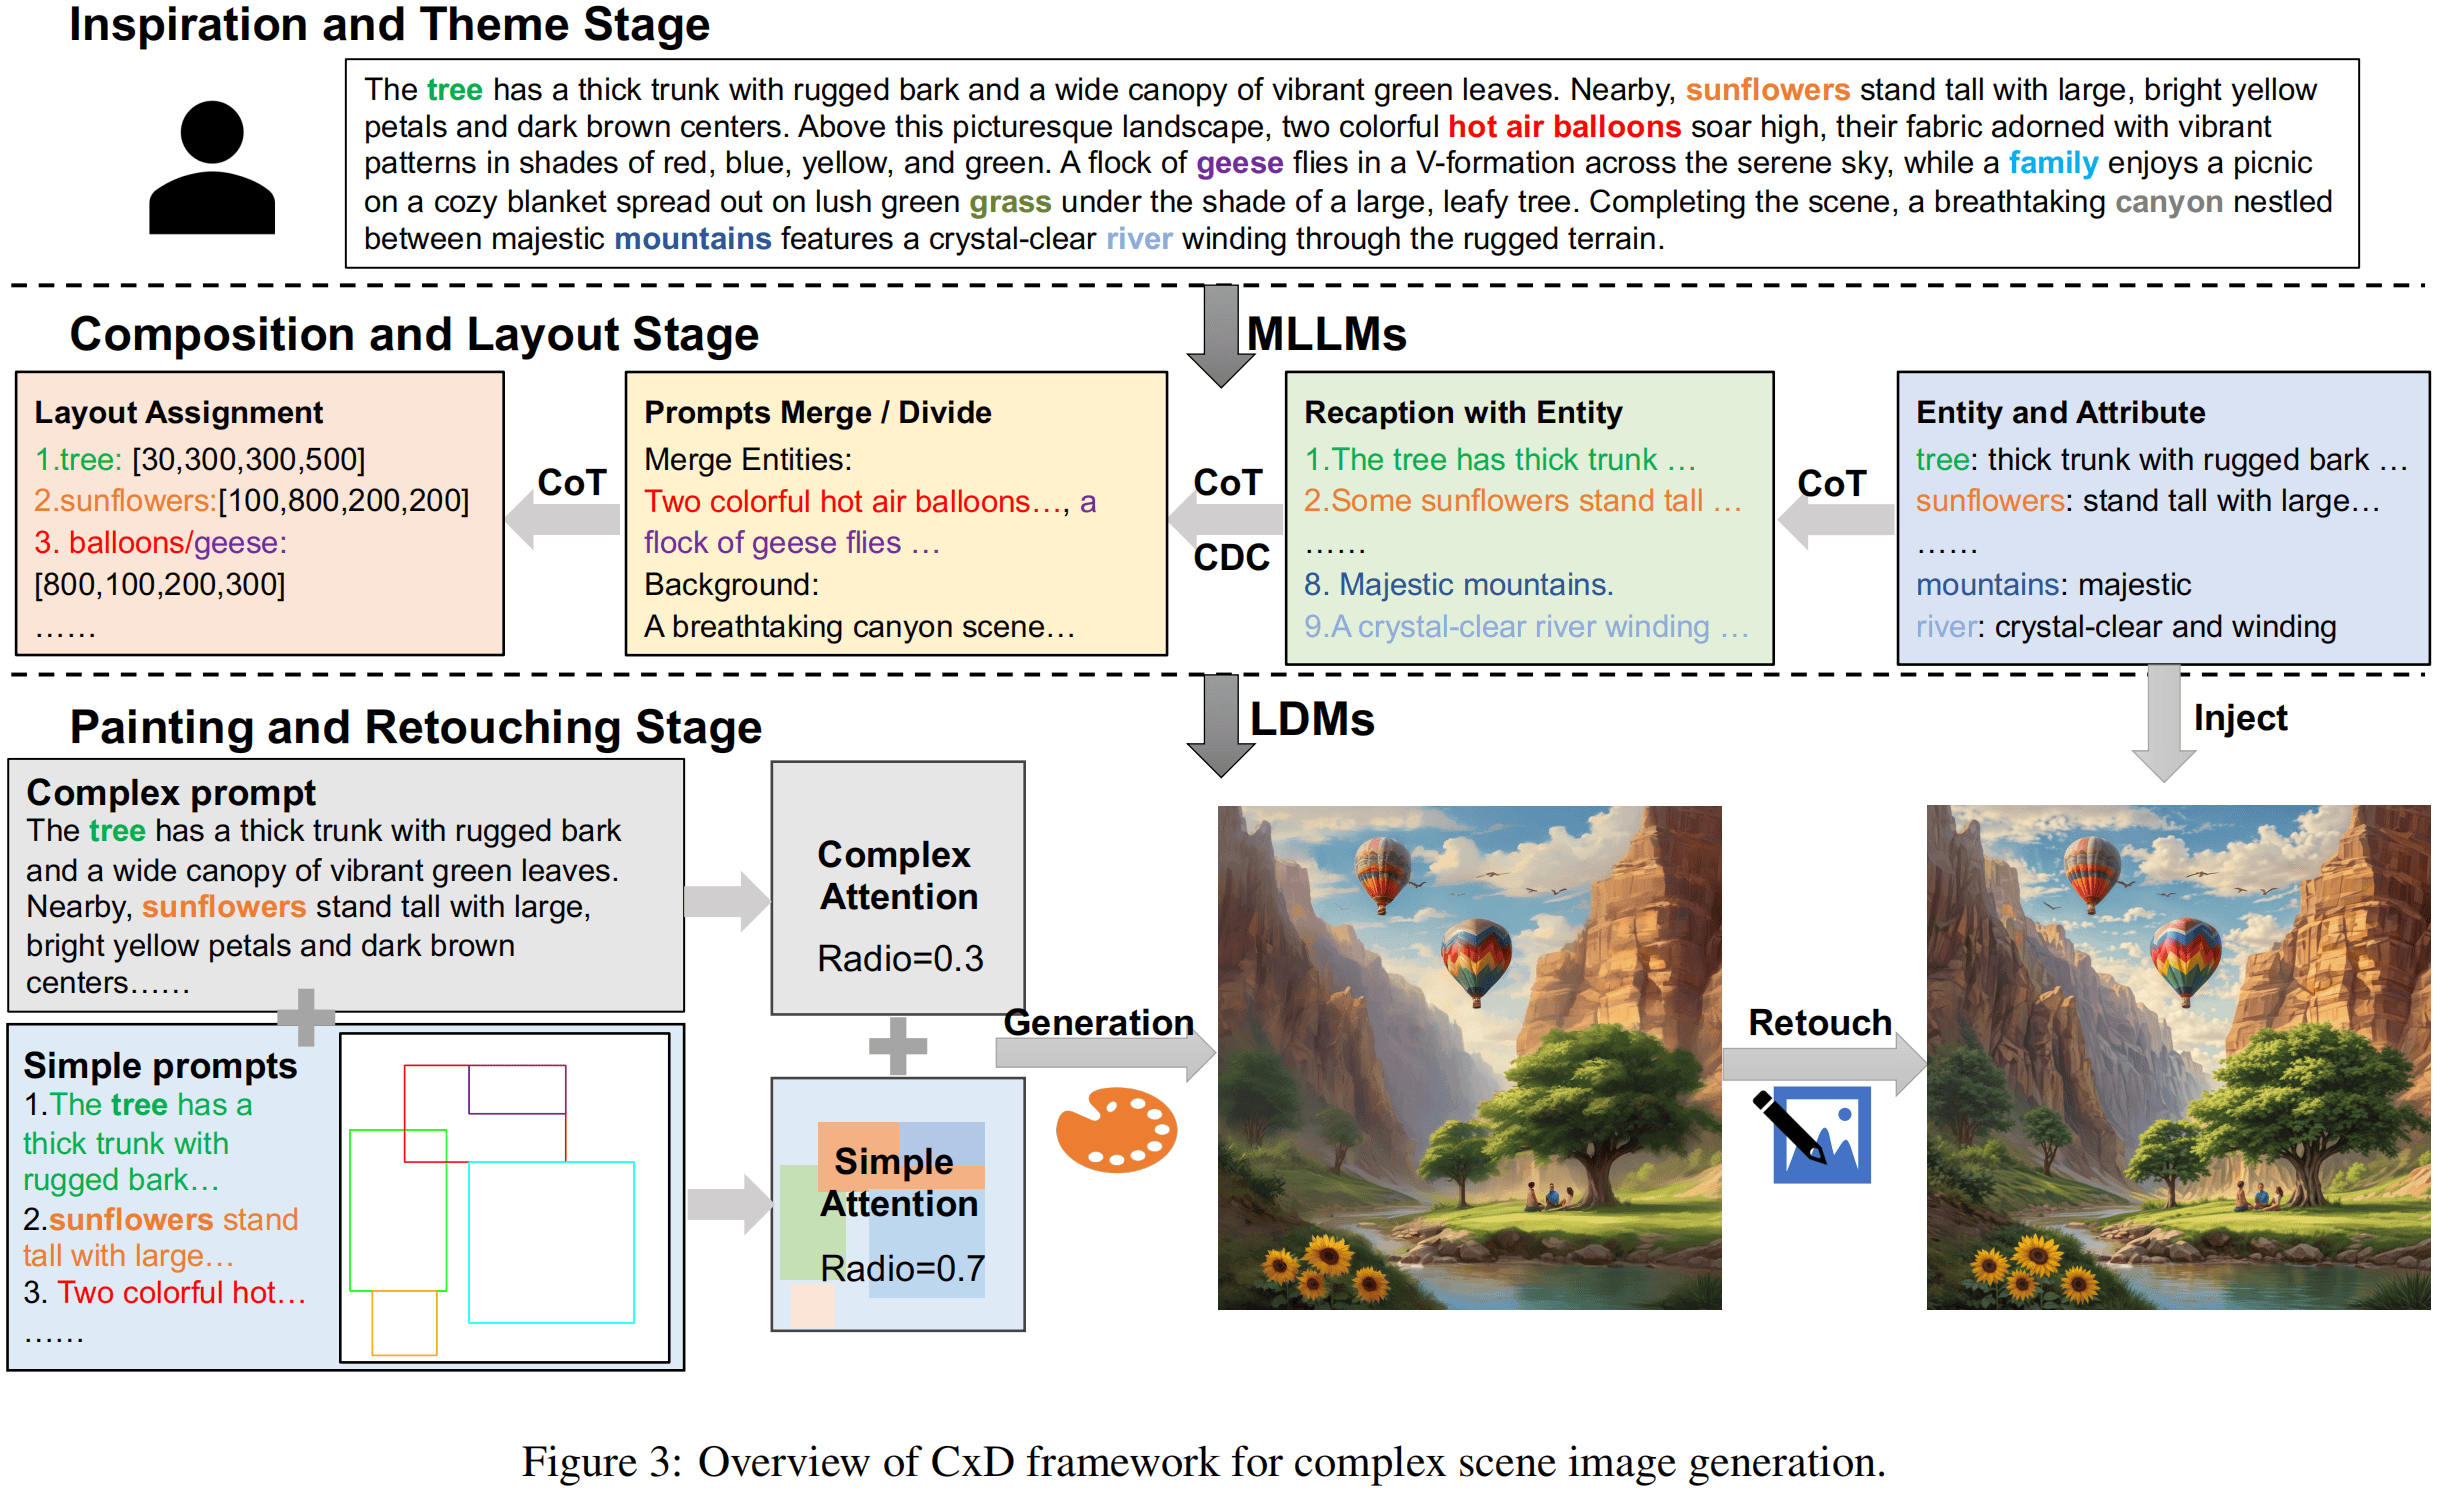 Inspiration and Theme Stage
The tree has a thick trunk with rugged bark and a wide canopy of vibrant green leaves. Nearby, sunflowers stand tall with large, bright yellow
petals and dark brown centers. Above this picturesque landscape, two colorful hot air balloons soar high, their fabric adorned with vibrant
patterns in shades of red, blue, yellow, and green. A flock of geese flies in a V-formation across the serene sky, while a family enjoys a picnic
on a cozy blanket spread out on lush green grass under the shade of a large, leafy tree. Completing the scene, a breathtaking canyon nestled
between majestic mountains features a crystal-clear river winding through the rugged terrain.
Composition and Layout Stage
MLLMs
Layout Assignment
1.tree: [30,300,300,500]
2.sunflowers:[100,800,200,200]
3. balloons/geese:
[800,100,200,300]
……
CoT
Prompts Merge / Divide
Merge Entities:
Two colorful hot air balloons…, a
flock of geese flies …
Background:
A breathtaking canyon scene…
CoT
CDC
Recaption with Entity
1.The tree has thick trunk …
2.Some sunflowers stand tall …
……
8. Majestic mountains.
9.A crystal-clear river winding …
CoT
Entity and Attribute
tree: thick trunk with rugged bark …
sunflowers: stand tall with large…
……
mountains: majestic
river: crystal-clear and winding
Painting and Retouching Stage
LDMs
Inject
Complex prompt
The tree has a thick trunk with rugged bark
and a wide canopy of vibrant green leaves.
Nearby, sunflowers stand tall with large,
bright yellow petals and dark brown
centers……
Simple prompts
1.The tree has a
thick trunk with
rugged bark…
2.sunflowers stand
tall with large…
3. Two colorful hot…
……
Complex
Attention
Radio=0.3
Simple
Attention
Radio=0.7
Generation
Retouch
Figure 3: Overview of CxD framework for complex scene image generation.